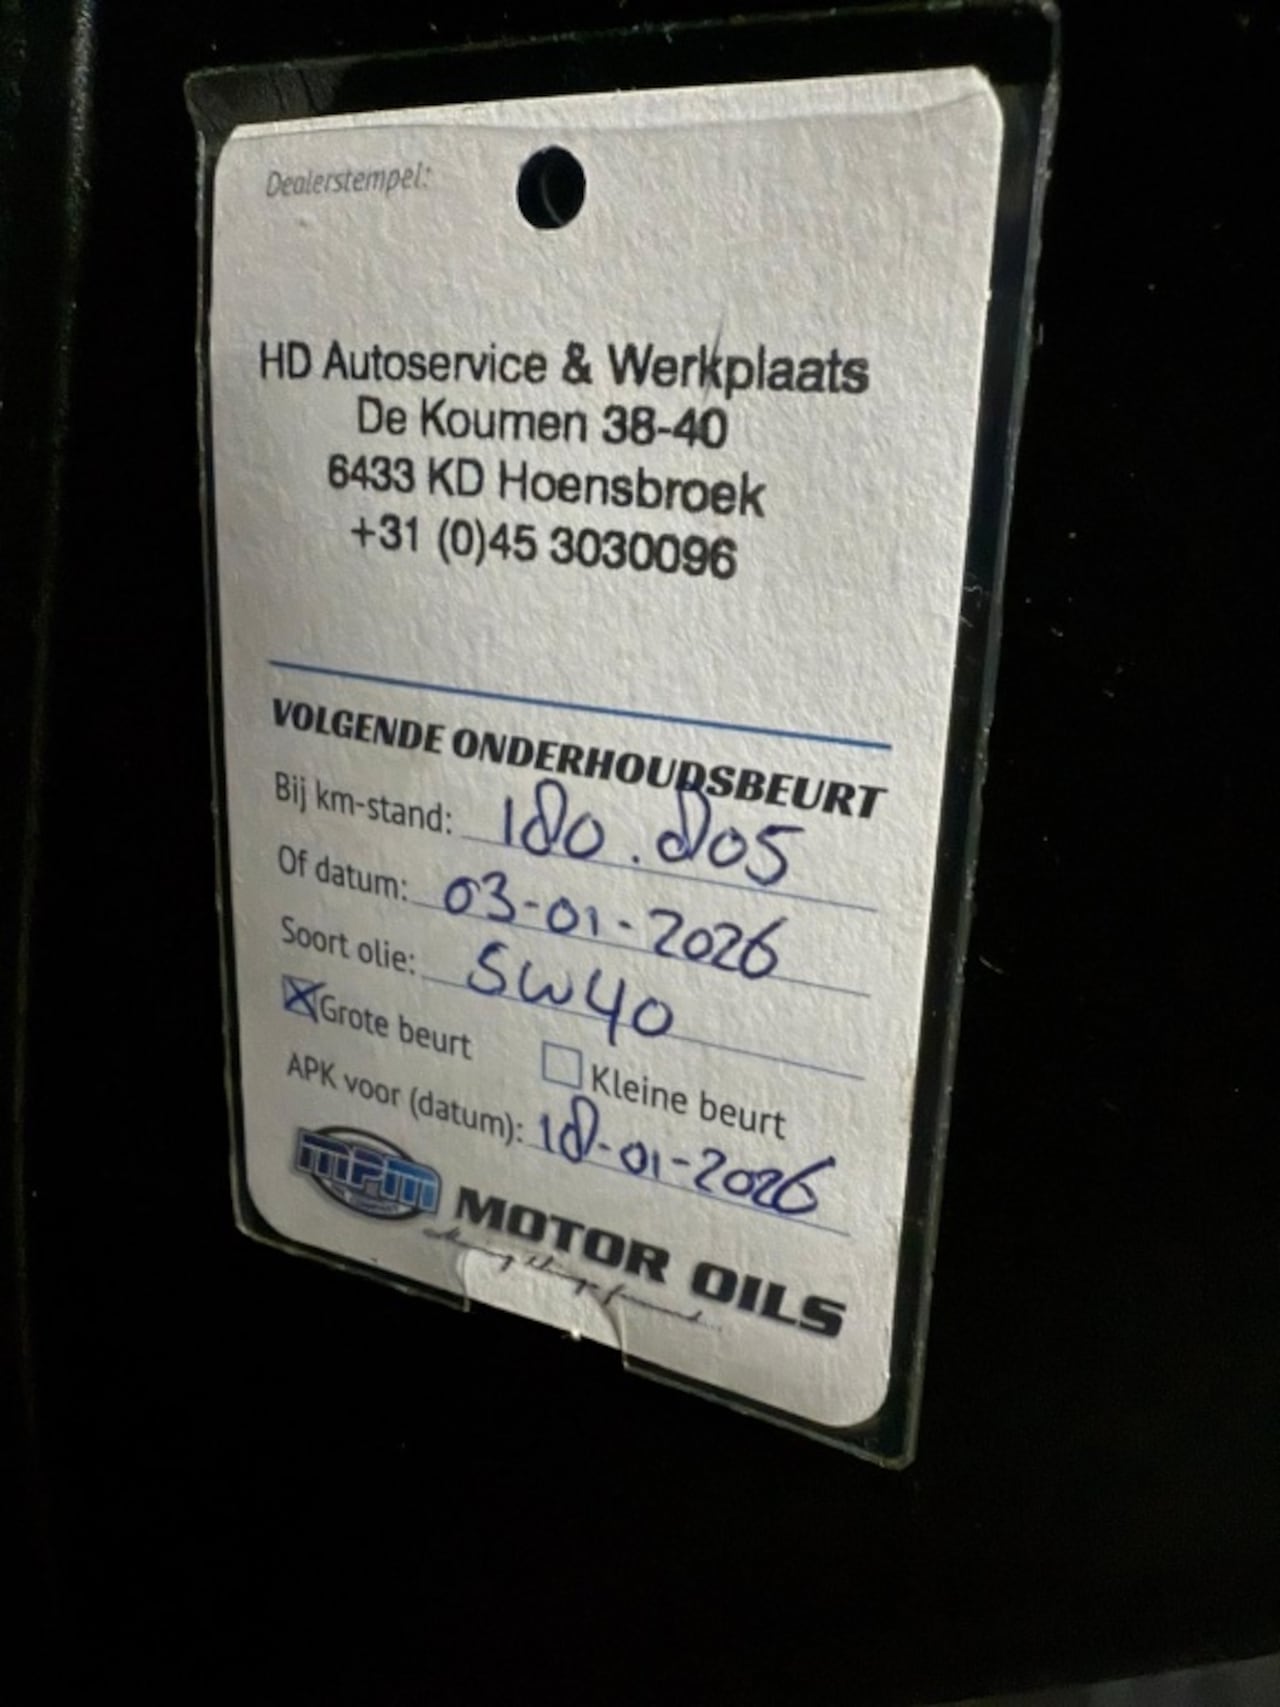 Dealerstempel:
HD Autoservice & Werkplaats
De Koumen 38-40
6433 KD Hoensbroek
+31 (0)45 3030096
VOLGENDE ONDERHOUDSBEURT
Bij km-stand: 180.805
Of datum: 03-01-2026
Soort olie: 5W40
Grote beurt Kleine beurt
APK voor (datum): 18-01-2026
MPM MOTOR OILS